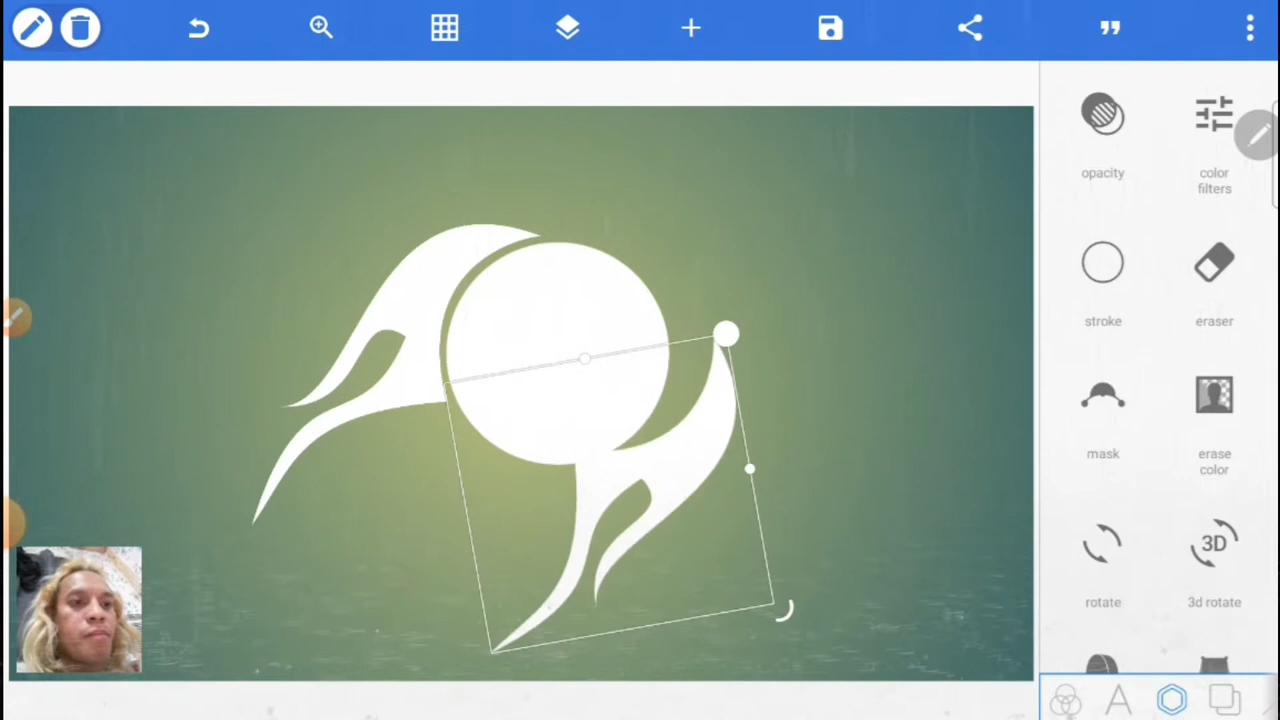 opacity
color
filters
stroke
eraser
mask
erase
color
3D
rotate
3d rotate
A